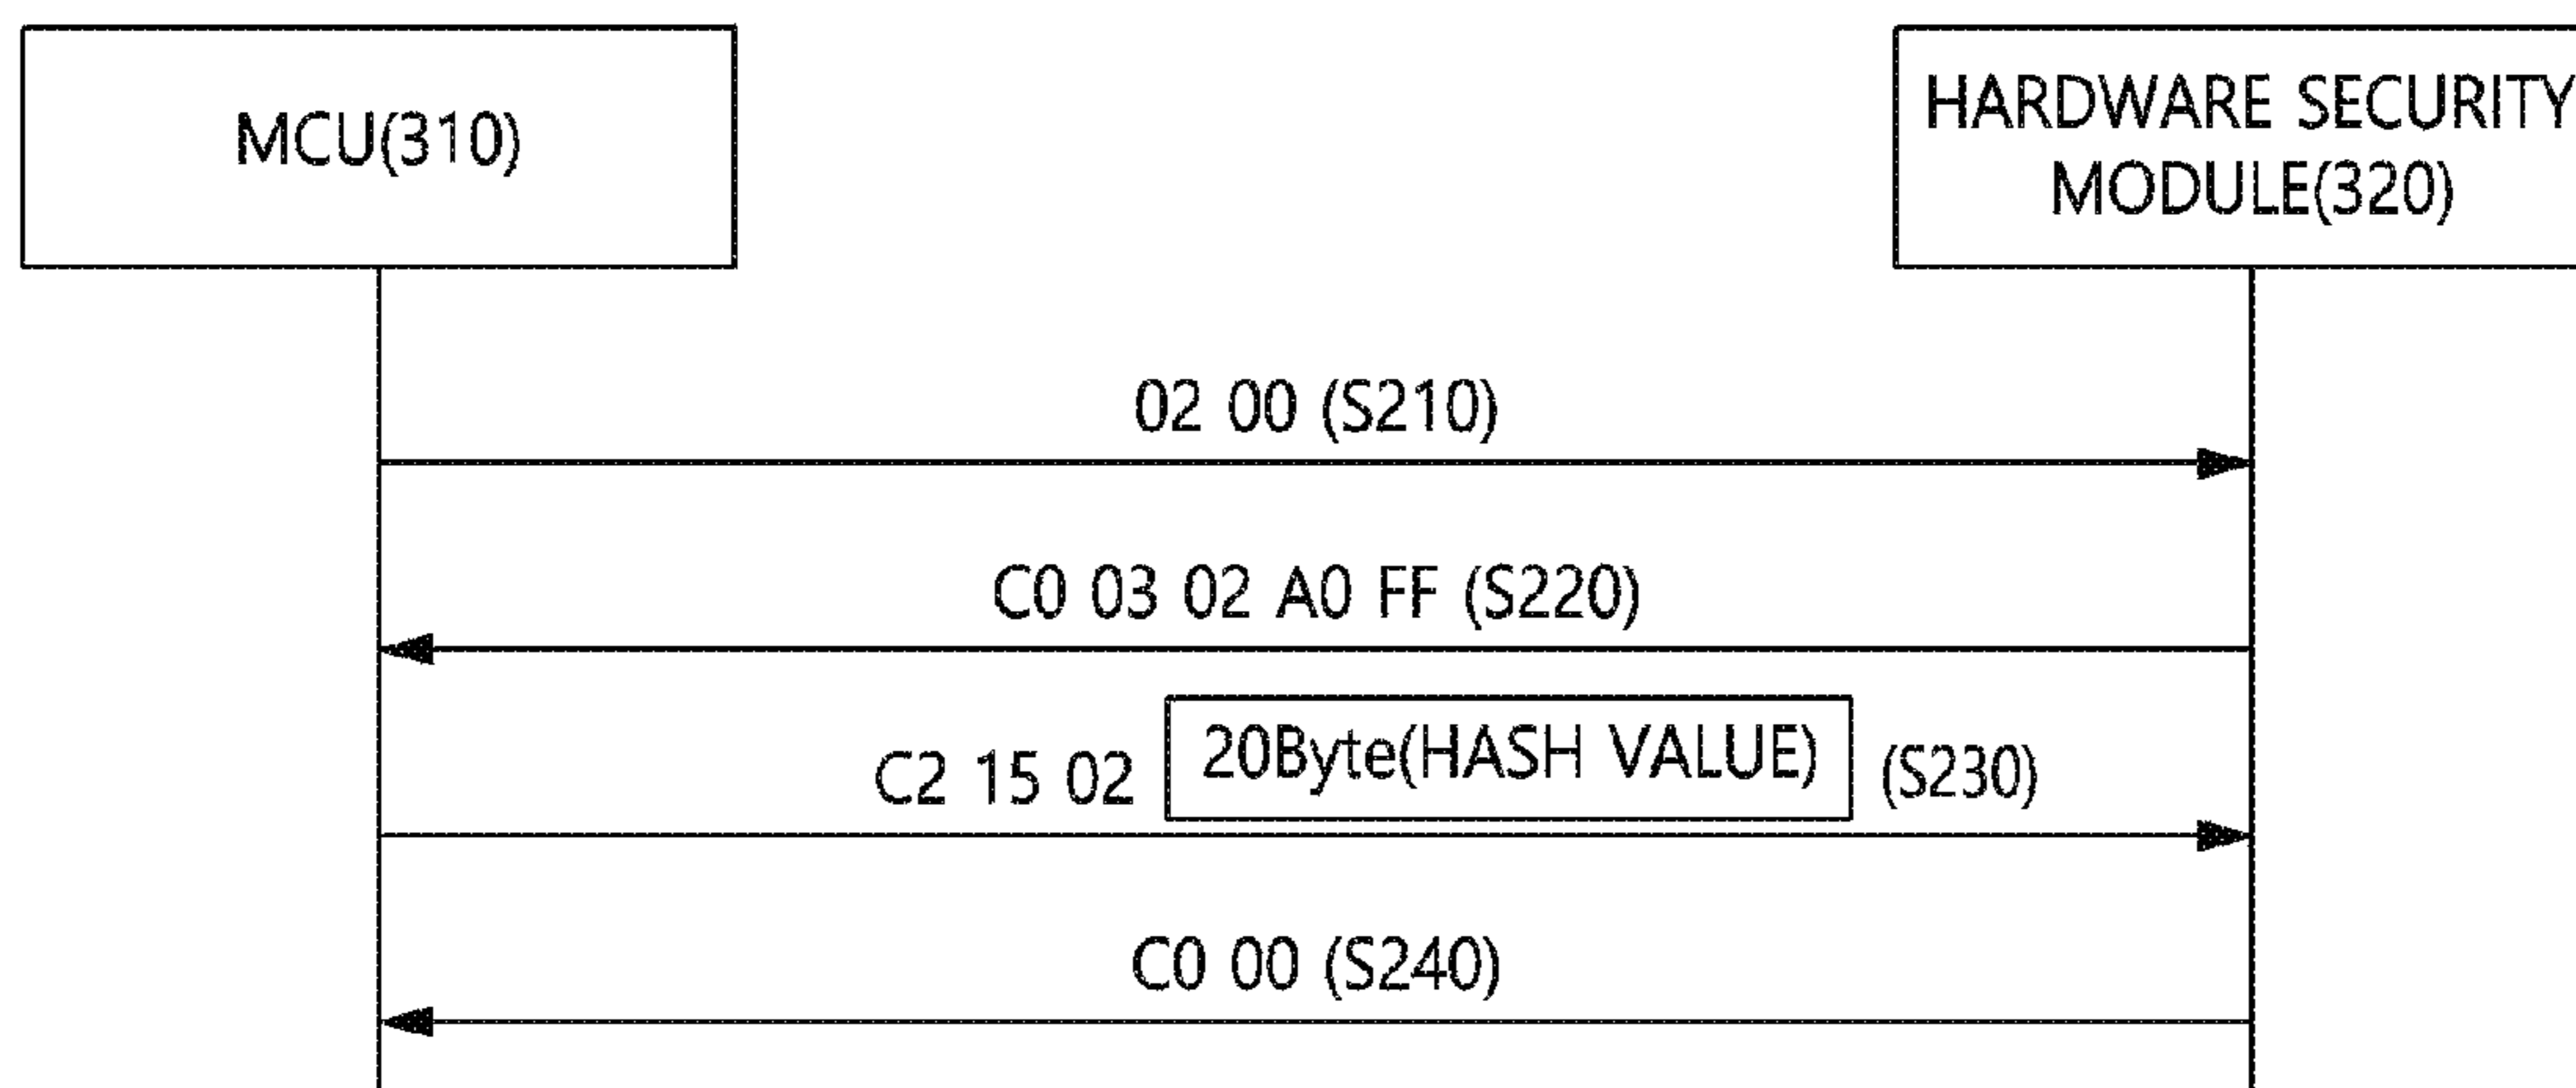 MCU(310)
HARDWARE SECURITY
MODULE(320)
02 00 (S210)
C0 03 02 A0 FF (S220)
C2 15 02 20Byte(HASH VALUE) (S230)
C0 00 (S240)